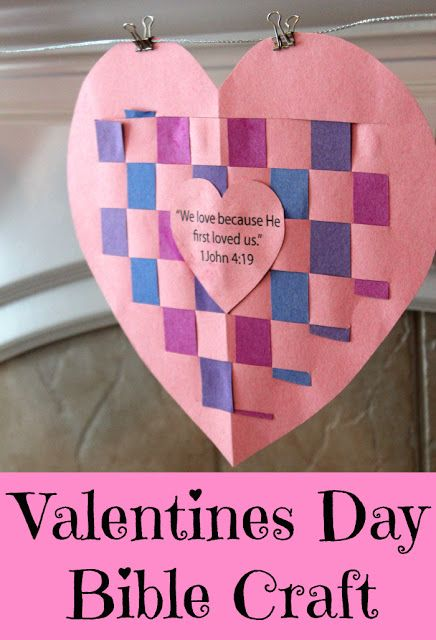 "We love because He
first loved us."
1John 4:19
Valentines Day
Bible Craft